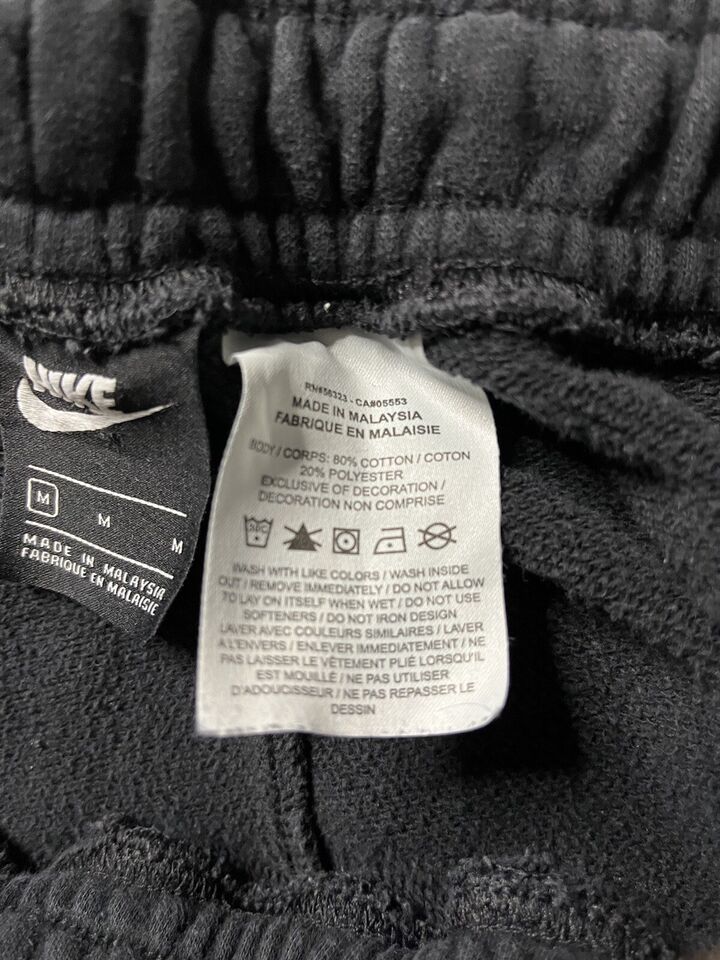 NIKE
M
M
M
MADE IN MALAYSIA
FABRIQUE EN MALAISIE
RN#56323 - CA#05553
MADE IN MALAYSIA
FABRIQUE EN MALAISIE
BODY / CORPS: 80% COTTON / COTON
20% POLYESTER
EXCLUSIVE OF DECORATION /
DECORATION NON COMPRISE
WASH WITH LIKE COLORS / WASH INSIDE
OUT / REMOVE IMMEDIATELY / DO NOT ALLOW
TO LAY ON ITSELF WHEN WET / DO NOT USE
SOFTENERS / DO NOT IRON DESIGN
LAVER AVEC COULEURS SIMILAIRES / LAVER
A L'ENVERS / ENLEVER IMMEDIATEMENT / NE
PAS LAISSER LE VÊTEMENT PLIÉ LORSQU'IL
EST MOUILLÉ / NE PAS UTILISER
D'ADOUCISSEUR / NE PAS REPASSER LE
DESSIN